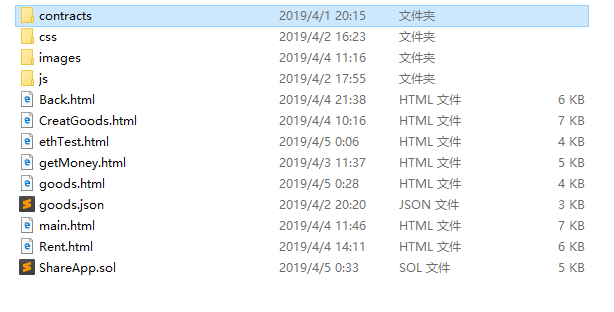 contracts 2019/4/1 20:15 文件夹
css 2019/4/2 16:23 文件夹
images 2019/4/4 11:16 文件夹
js 2019/4/2 17:55 文件夹
Back.html 2019/4/4 21:38 HTML 文件 6 KB
CreatGoods.html 2019/4/4 10:16 HTML 文件 7 KB
ethTest.html 2019/4/5 0:06 HTML 文件 4 KB
getMoney.html 2019/4/3 11:37 HTML 文件 5 KB
goods.html 2019/4/5 0:28 HTML 文件 4 KB
goods.json 2019/4/2 20:20 JSON 文件 3 KB
main.html 2019/4/4 11:46 HTML 文件 7 KB
Rent.html 2019/4/4 14:11 HTML 文件 6 KB
ShareApp.sol 2019/4/5 0:33 SOL 文件 5 KB